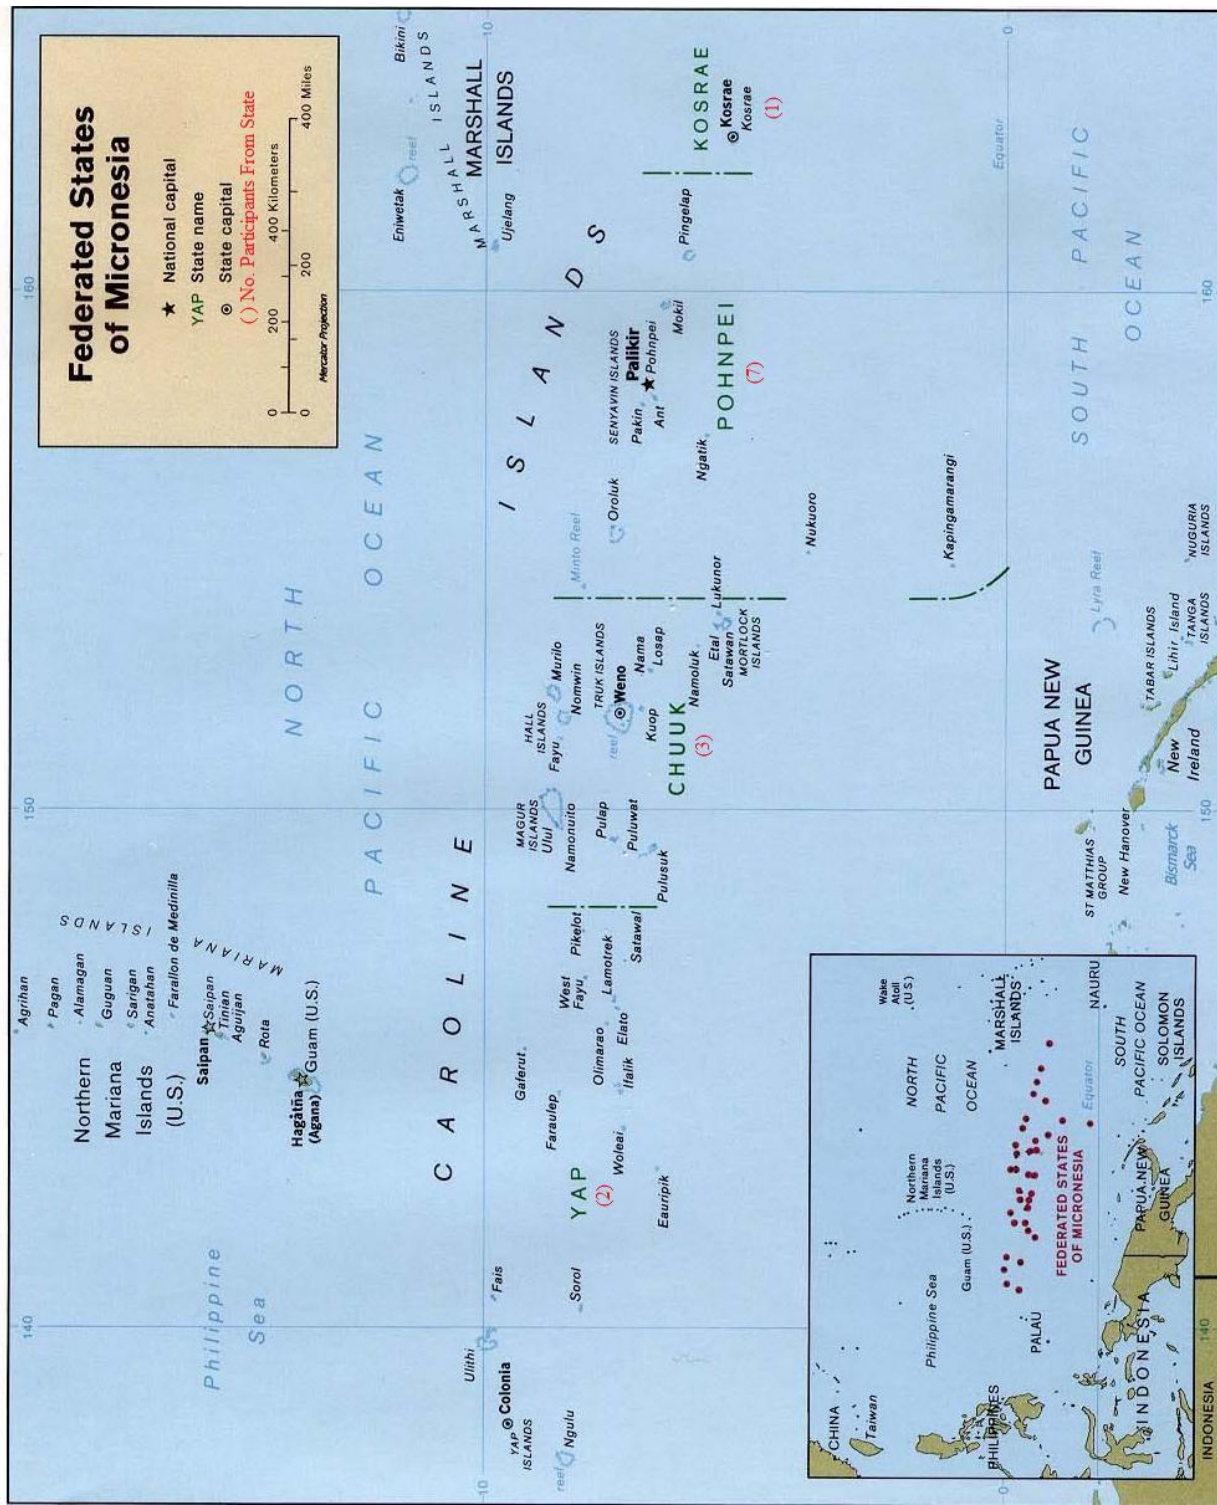 Federated States
of Micronesia
★ National capital
YAP State name
⊙ State capital
( ) No. Participants From State
0 200 400 Kilometers
0 200 400 Miles
Mercator Projection
Agrihan
Pagan
Alamagan
Guguan
Sarigan
Anatahan
Farallon de Medinilla
MARIANA ISLANDS
Northern
Mariana
Islands
(U.S.)
Saipan
Saipan
Tinian
Aguijan
Rota
Hagåtña
(Agana)
Guam (U.S.)
Philippine
Sea
NORTH
PACIFIC OCEAN
Bikini
Eniwetak
reef
MARSHALL ISLANDS
MARSHALL
ISLANDS
Ujelang
140
150
160
10
10
CAROLINE ISLANDS
Ulithi
Fais
Colonia
YAP
ISLANDS
reef
Ngulu
Sorol
YAP
(2)
Gaferut
Faraulep
West
Fayu
Pikelot
Olimarao
Lamotrek
Elato
Ifalik
Woleai
Satawal
Eauripik
MAGUR
ISLANDS
Ulul
Namonuito
Pulap
Puluwat
Pulusuk
HALL
ISLANDS
Fayu
Murilo
Nomwin
TRUK ISLANDS
reef
Weno
Nama
Kuop
Losap
CHUUK
(3)
Namoluk
Etal
Satawan
Lukunor
MORTLOCK
ISLANDS
Minto Reef
Oroluk
SENYAVIN ISLANDS
Pakin
Palikir
Pohnpei
Ant
Mokil
Ngatik
POHNPEI
(7)
Pingelap
KOSRAE
Kosrae
Kosrae
(1)
Nukuoro
Kapingamarangi
Equator
0
0
SOUTH PACIFIC
OCEAN
PAPUA NEW
GUINEA
Lyra Reef
NUGURIA
ISLANDS
TABAR ISLANDS
Lihir Island
TANGA
ISLANDS
New
Ireland
ST MATTHIAS
GROUP
New Hanover
Bismarck
Sea
INDONESIA
140
150
160
CHINA
Taiwan
PHILIPPINES
Philippine Sea
Northern
Mariana
Islands
(U.S.)
Guam (U.S.)
NORTH
PACIFIC
OCEAN
Wake
Atoll
(U.S.)
MARSHALL
ISLANDS
PALAU
FEDERATED STATES
OF MICRONESIA
Equator
NAURU
INDONESIA
PAPUA NEW
GUINEA
SOUTH
PACIFIC OCEAN
SOLOMON
ISLANDS